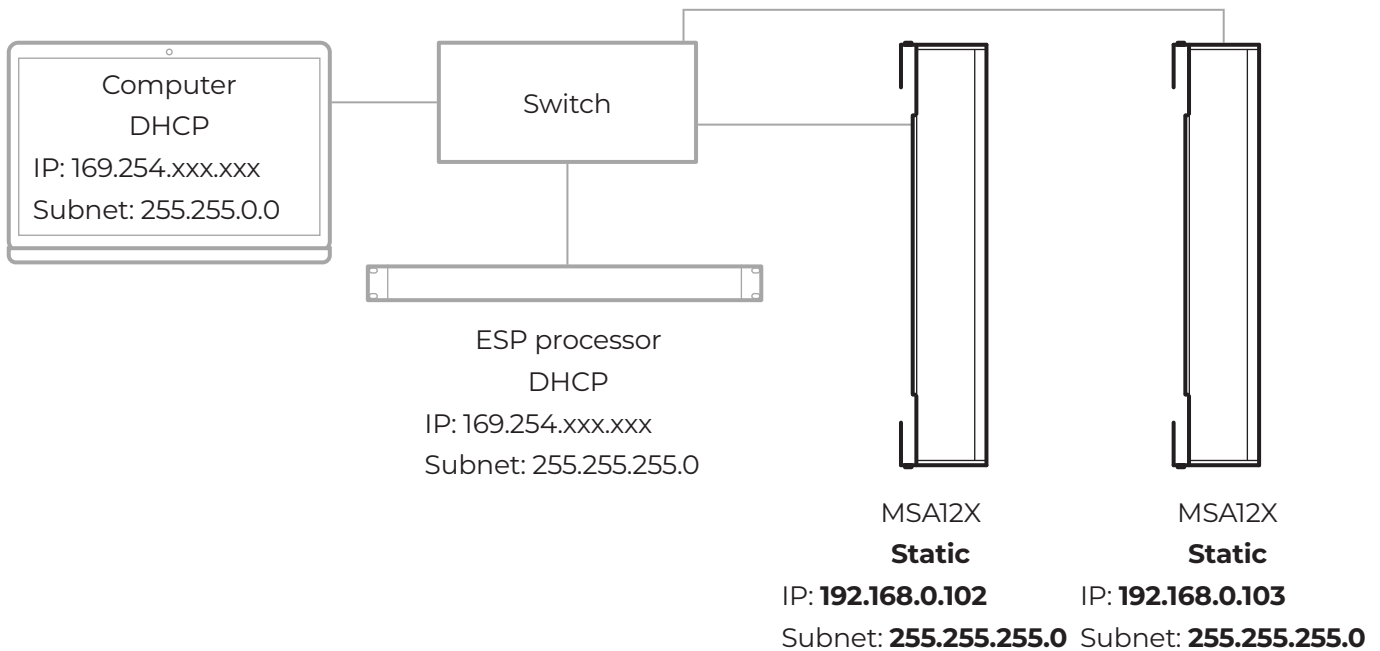 Computer
DHCP
IP: 169.254.xxx.xxx
Subnet: 255.255.0.0
Switch
ESP processor
DHCP
IP: 169.254.xxx.xxx
Subnet: 255.255.255.0
MSA12X
Static
IP: 192.168.0.102
Subnet: 255.255.255.0
MSA12X
Static
IP: 192.168.0.103
Subnet: 255.255.255.0